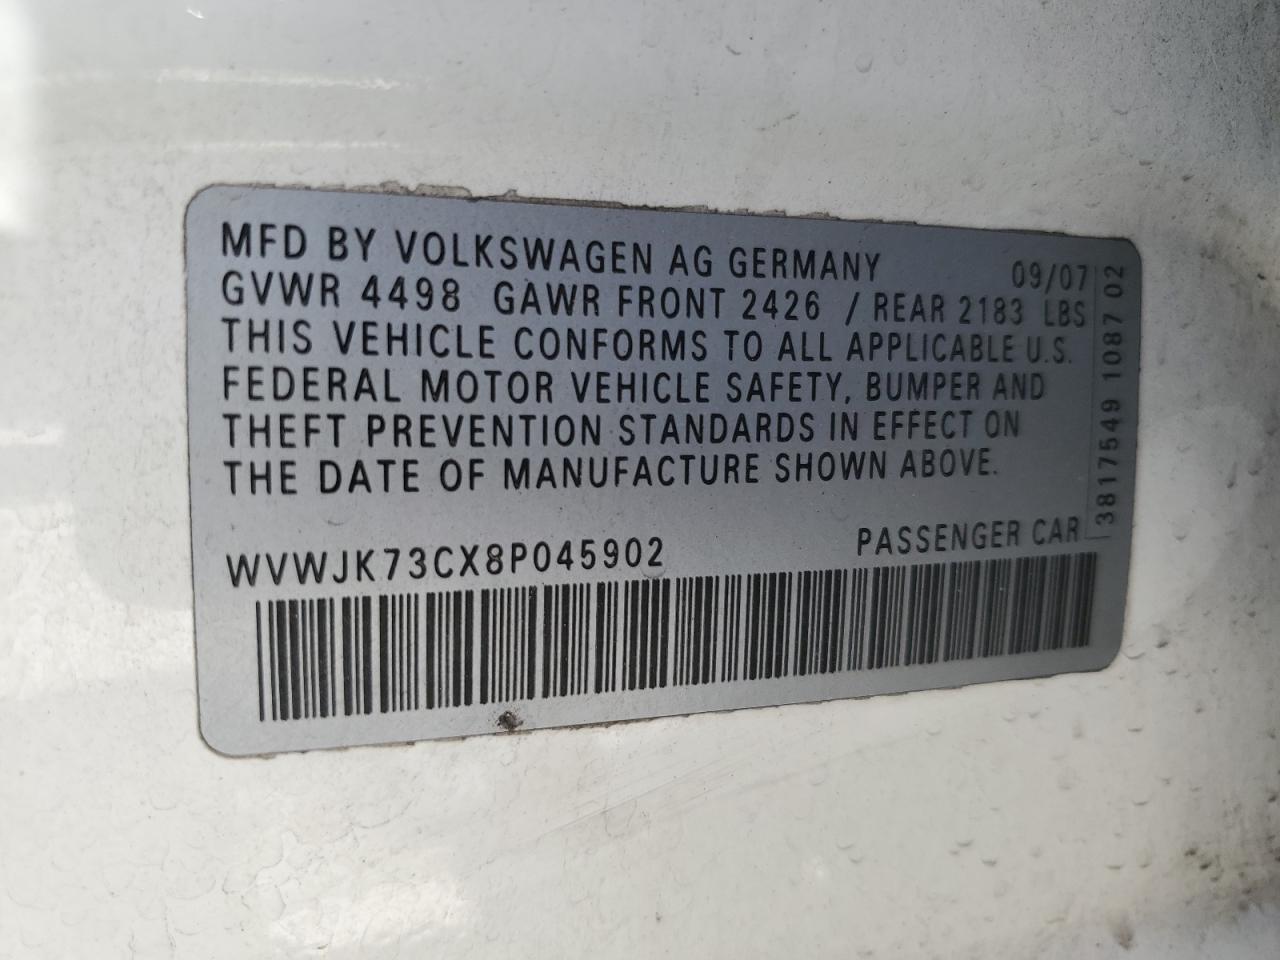 MFD BY VOLKSWAGEN AG GERMANY 09/07
GVWR 4498 GAWR FRONT 2426 / REAR 2183 LBS
THIS VEHICLE CONFORMS TO ALL APPLICABLE U.S.
FEDERAL MOTOR VEHICLE SAFETY, BUMPER AND
THEFT PREVENTION STANDARDS IN EFFECT ON
THE DATE OF MANUFACTURE SHOWN ABOVE.
WVWJK73CX8P045902 PASSENGER CAR
3817549 1087 02